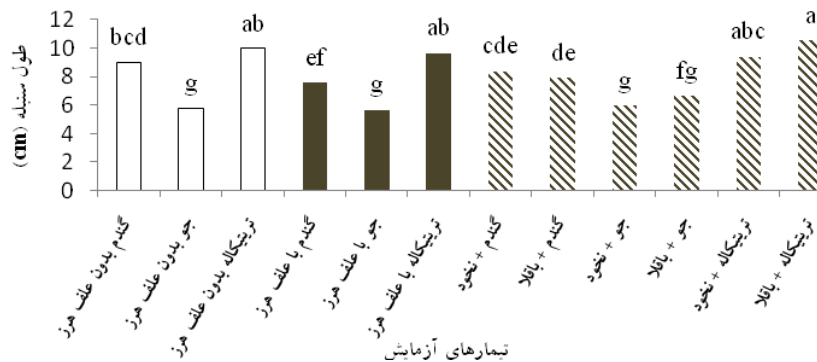 طول سنبله (cm)
12
10
8
6
4
2
0
bcd
g
ab
ef
g
ab
cde
de
g
fg
abc
a
گندم بدون علف هرز
جو بدون علف هرز
تریتیکاله بدون علف هرز
گندم با علف هرز
جو با علف هرز
تریتیکاله با علف هرز
گندم + نخود
گندم + باقلا
جو + نخود
جو + باقلا
تریتیکاله + نخود
تریتیکاله + باقلا
تیمارهای آزمایش